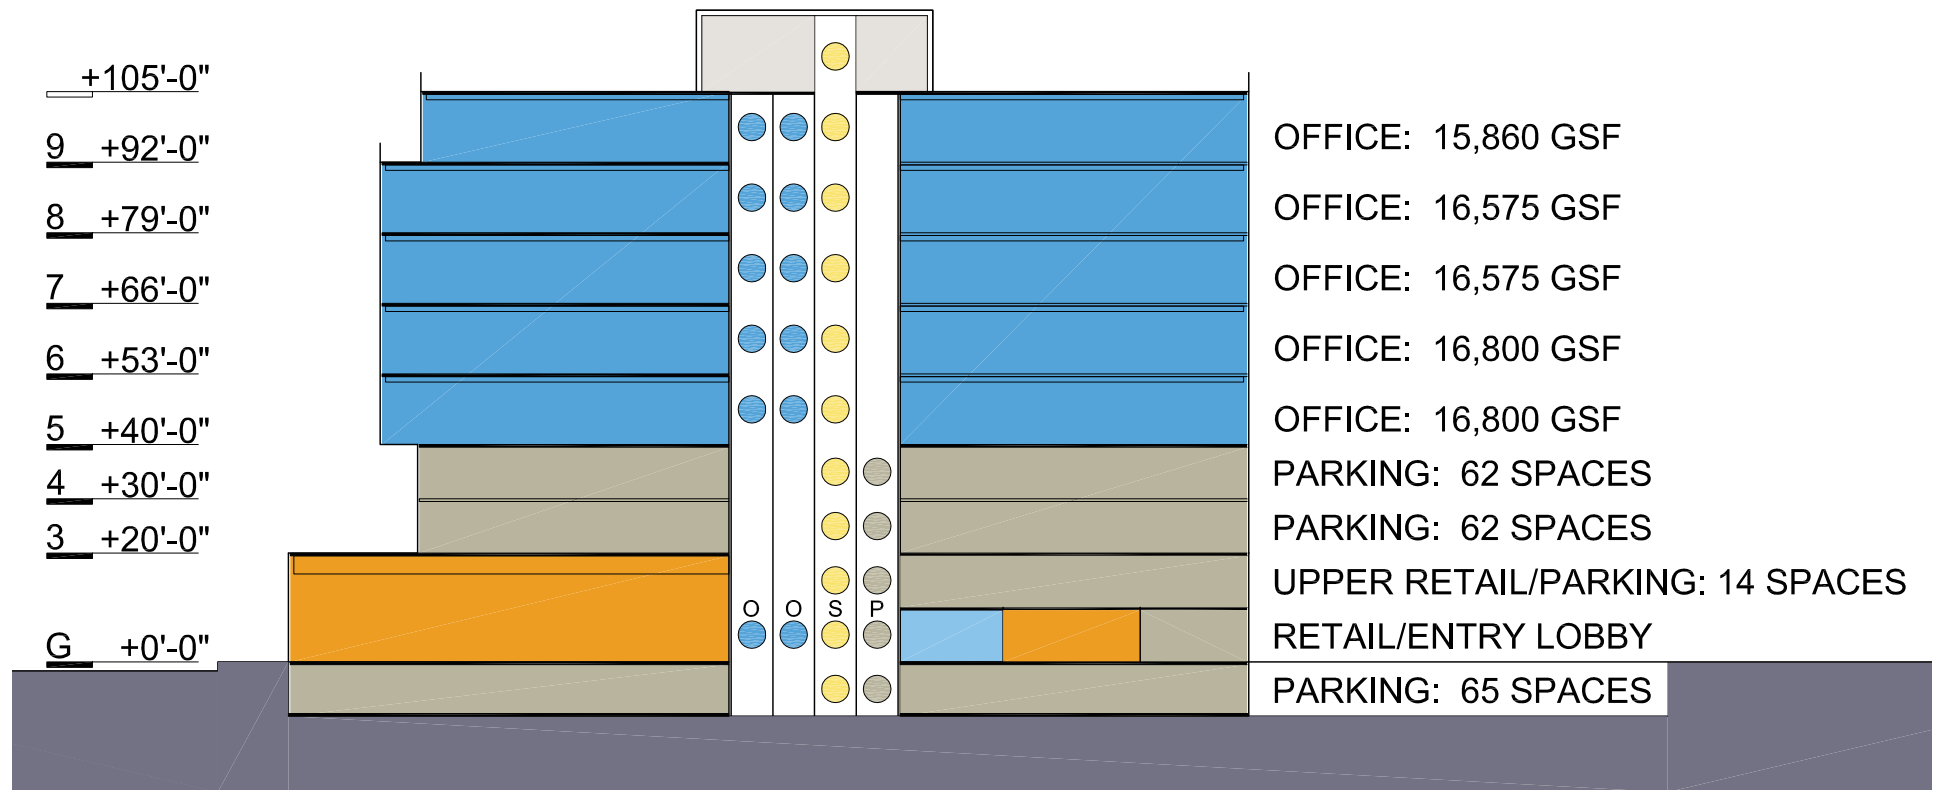 +105'-0"
9 +92'-0" OFFICE: 15,860 GSF
8 +79'-0" OFFICE: 16,575 GSF
7 +66'-0" OFFICE: 16,575 GSF
6 +53'-0" OFFICE: 16,800 GSF
5 +40'-0" OFFICE: 16,800 GSF
4 +30'-0" PARKING: 62 SPACES
3 +20'-0" PARKING: 62 SPACES
UPPER RETAIL/PARKING: 14 SPACES
O O S P
G +0'-0" RETAIL/ENTRY LOBBY
PARKING: 65 SPACES